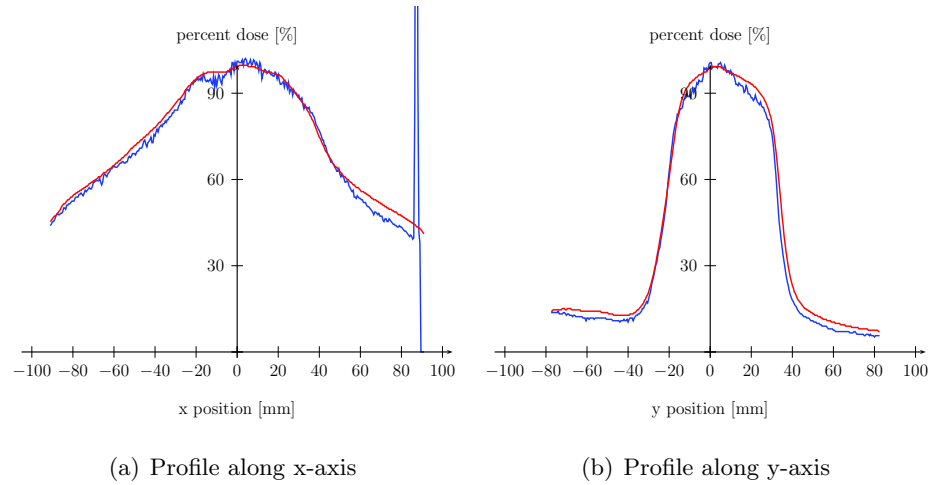 percent dose [%]
90
60
30
−100 −80 −60 −40 −20 0 20 40 60 80 100
x position [mm]
(a) Profile along x-axis
percent dose [%]
90
60
30
−100 −80 −60 −40 −20 0 20 40 60 80 100
y position [mm]
(b) Profile along y-axis